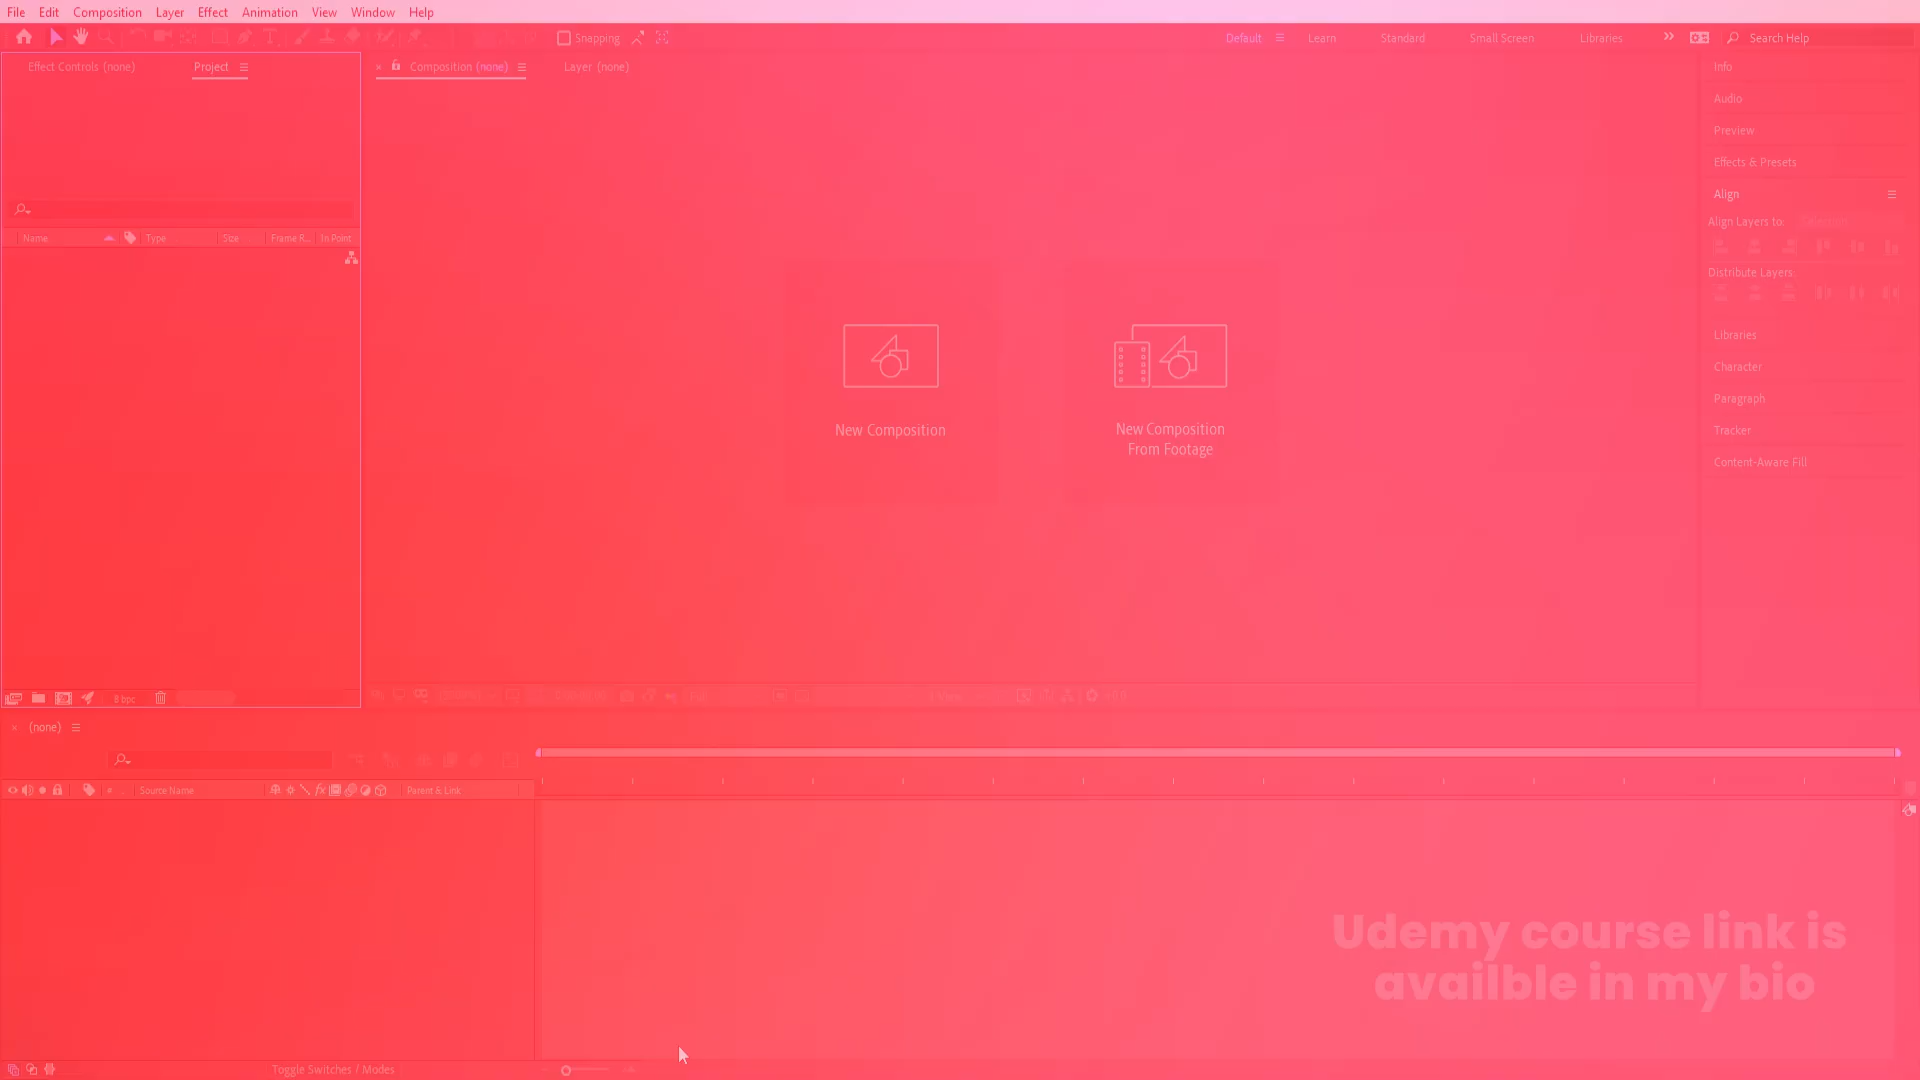 File Edit Composition Layer Effect Animation View Window Help
Snapping
Default Learn Standard Small Screen Libraries Search Help
Effect Controls (none) Project
Composition (none) Layer (none)
Info
Audio
Preview
Effects & Presets
Align
Align Layers to: Selection
Distribute Layers:
Libraries
Character
Paragraph
Tracker
Content-Aware Fill
Name Type Size Frame R... In Point
New Composition
New Composition
From Footage
8 bpc
(none)
# Source Name fx Parent & Link
Udemy course link is
availble in my bio
Toggle Switches / Modes